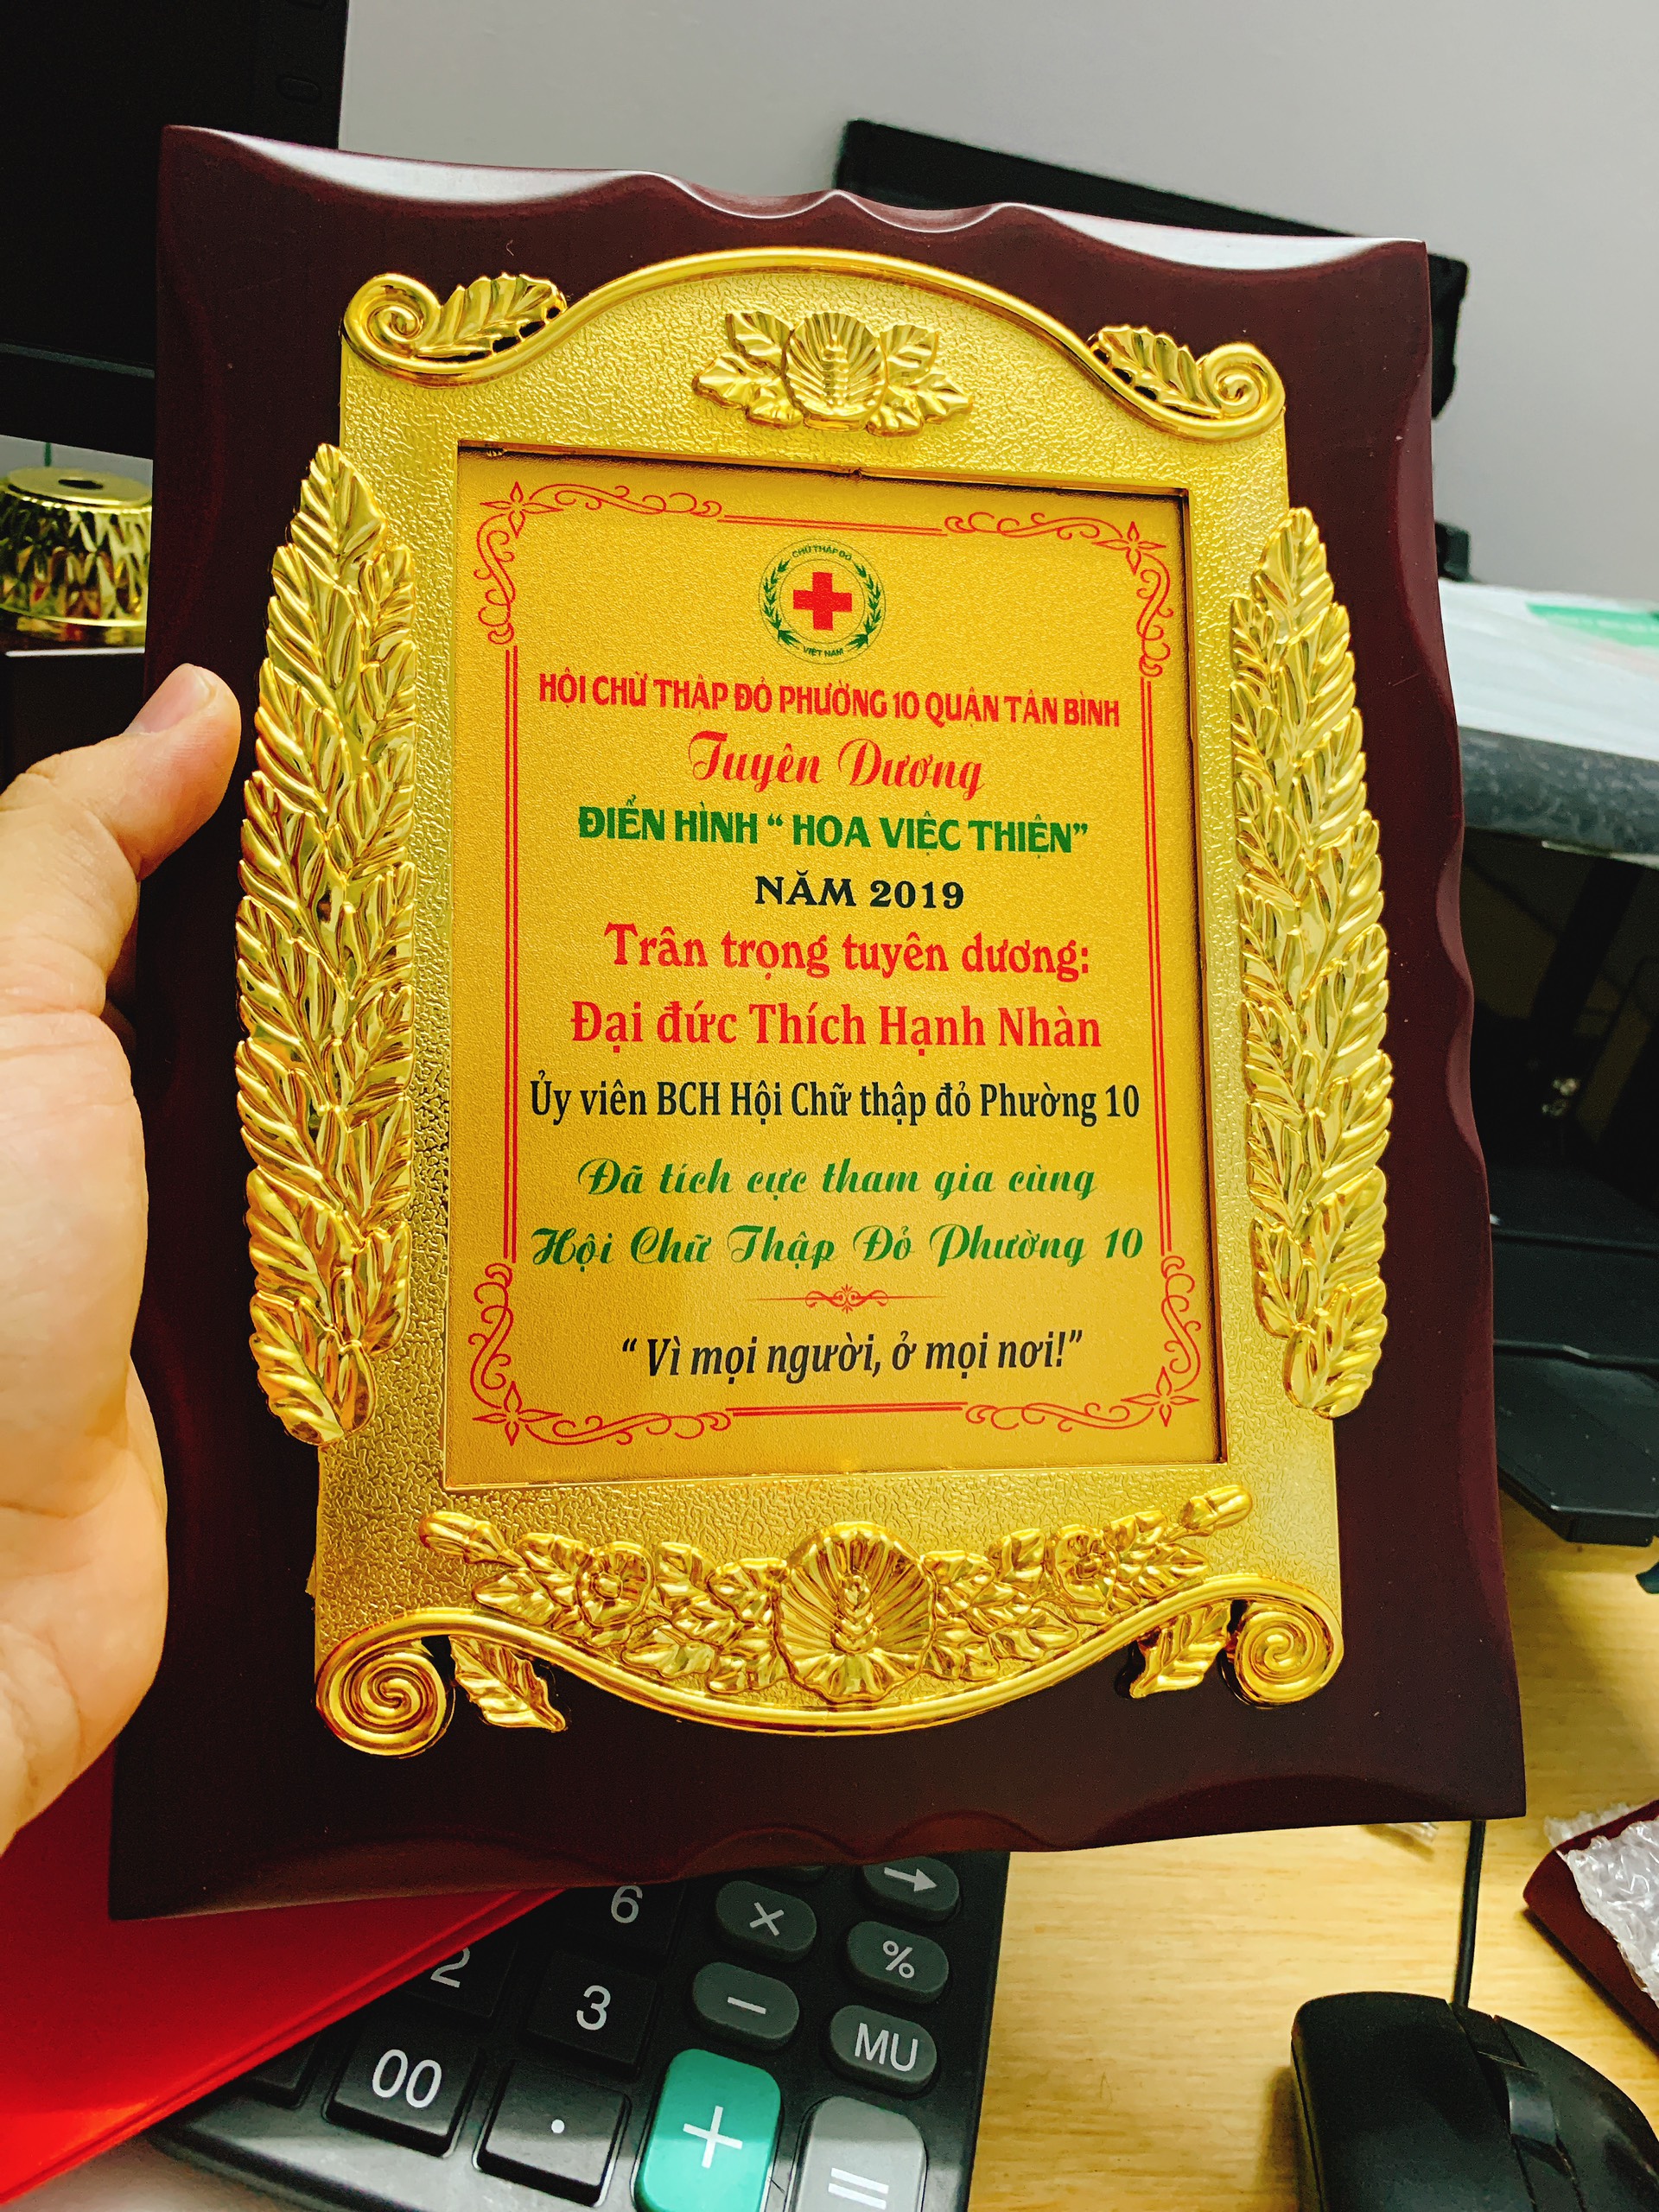 CHỮ THẬP ĐỎ
VIỆT NAM
HỘI CHỮ THẬP ĐỎ PHƯỜNG 10 QUẬN TÂN BÌNH
Tuyên Dương
ĐIỂN HÌNH “ HOA VIỆC THIỆN”
NĂM 2019
Trân trọng tuyên dương:
Đại đức Thích Hạnh Nhàn
Ủy viên BCH Hội Chữ thập đỏ Phường 10
Đã tích cực tham gia cùng
Hội Chữ Thập Đỏ Phường 10
“ Vì mọi người, ở mọi nơi!”
6 × →
2 3 − %
00 . + MU
=